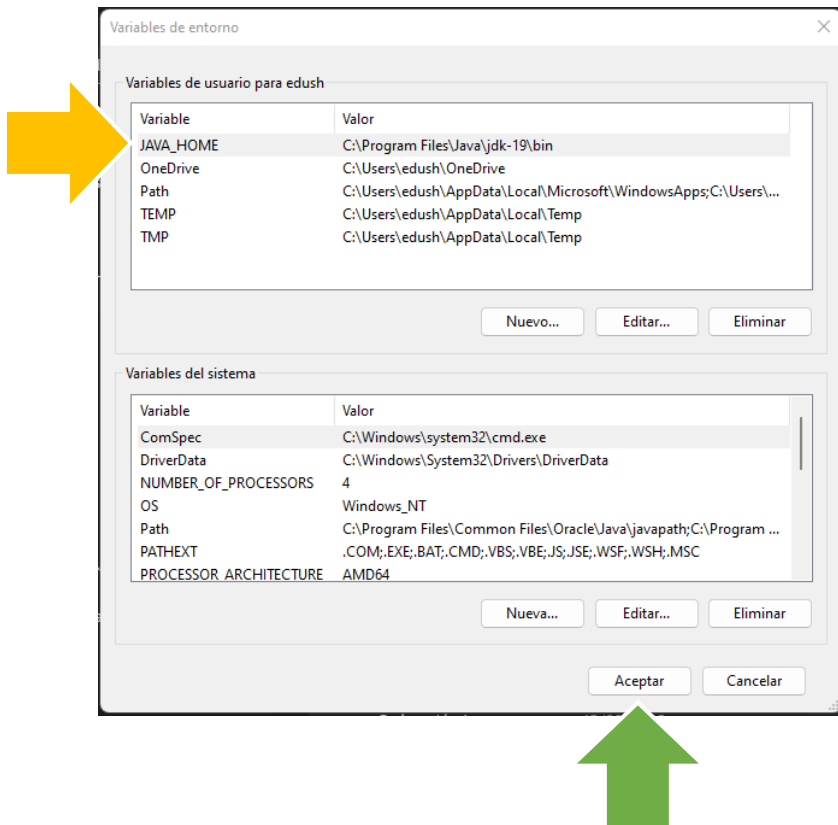 Variables de entorno
Variables de usuario para edush
Variable Valor
JAVA_HOME C:\Program Files\Java\jdk-19\bin
OneDrive C:\Users\edush\OneDrive
Path C:\Users\edush\AppData\Local\Microsoft\WindowsApps;C:\Users\...
TEMP C:\Users\edush\AppData\Local\Temp
TMP C:\Users\edush\AppData\Local\Temp
Nuevo... Editar... Eliminar
Variables del sistema
Variable Valor
ComSpec C:\Windows\system32\cmd.exe
DriverData C:\Windows\System32\Drivers\DriverData
NUMBER_OF_PROCESSORS 4
OS Windows_NT
Path C:\Program Files\Common Files\Oracle\Java\javapath;C:\Program ...
PATHEXT .COM;.EXE;.BAT;.CMD;.VBS;.VBE;.JS;.JSE;.WSF;.WSH;.MSC
PROCESSOR_ARCHITECTURE AMD64
Nueva... Editar... Eliminar
Aceptar Cancelar